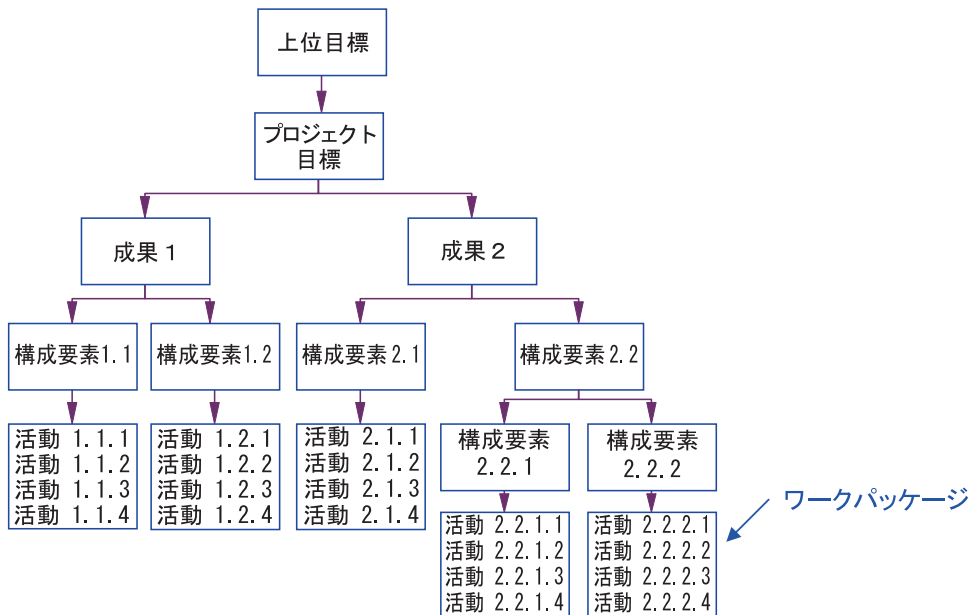 上位目標
プロジェクト
目標
成果1
成果2
構成要素1.1
構成要素1.2
構成要素2.1
構成要素2.2
活動 1.1.1
活動 1.1.2
活動 1.1.3
活動 1.1.4
活動 1.2.1
活動 1.2.2
活動 1.2.3
活動 1.2.4
活動 2.1.1
活動 2.1.2
活動 2.1.3
活動 2.1.4
構成要素
2.2.1
構成要素
2.2.2
ワークパッケージ
活動 2.2.1.1
活動 2.2.1.2
活動 2.2.1.3
活動 2.2.1.4
活動 2.2.2.1
活動 2.2.2.2
活動 2.2.2.3
活動 2.2.2.4